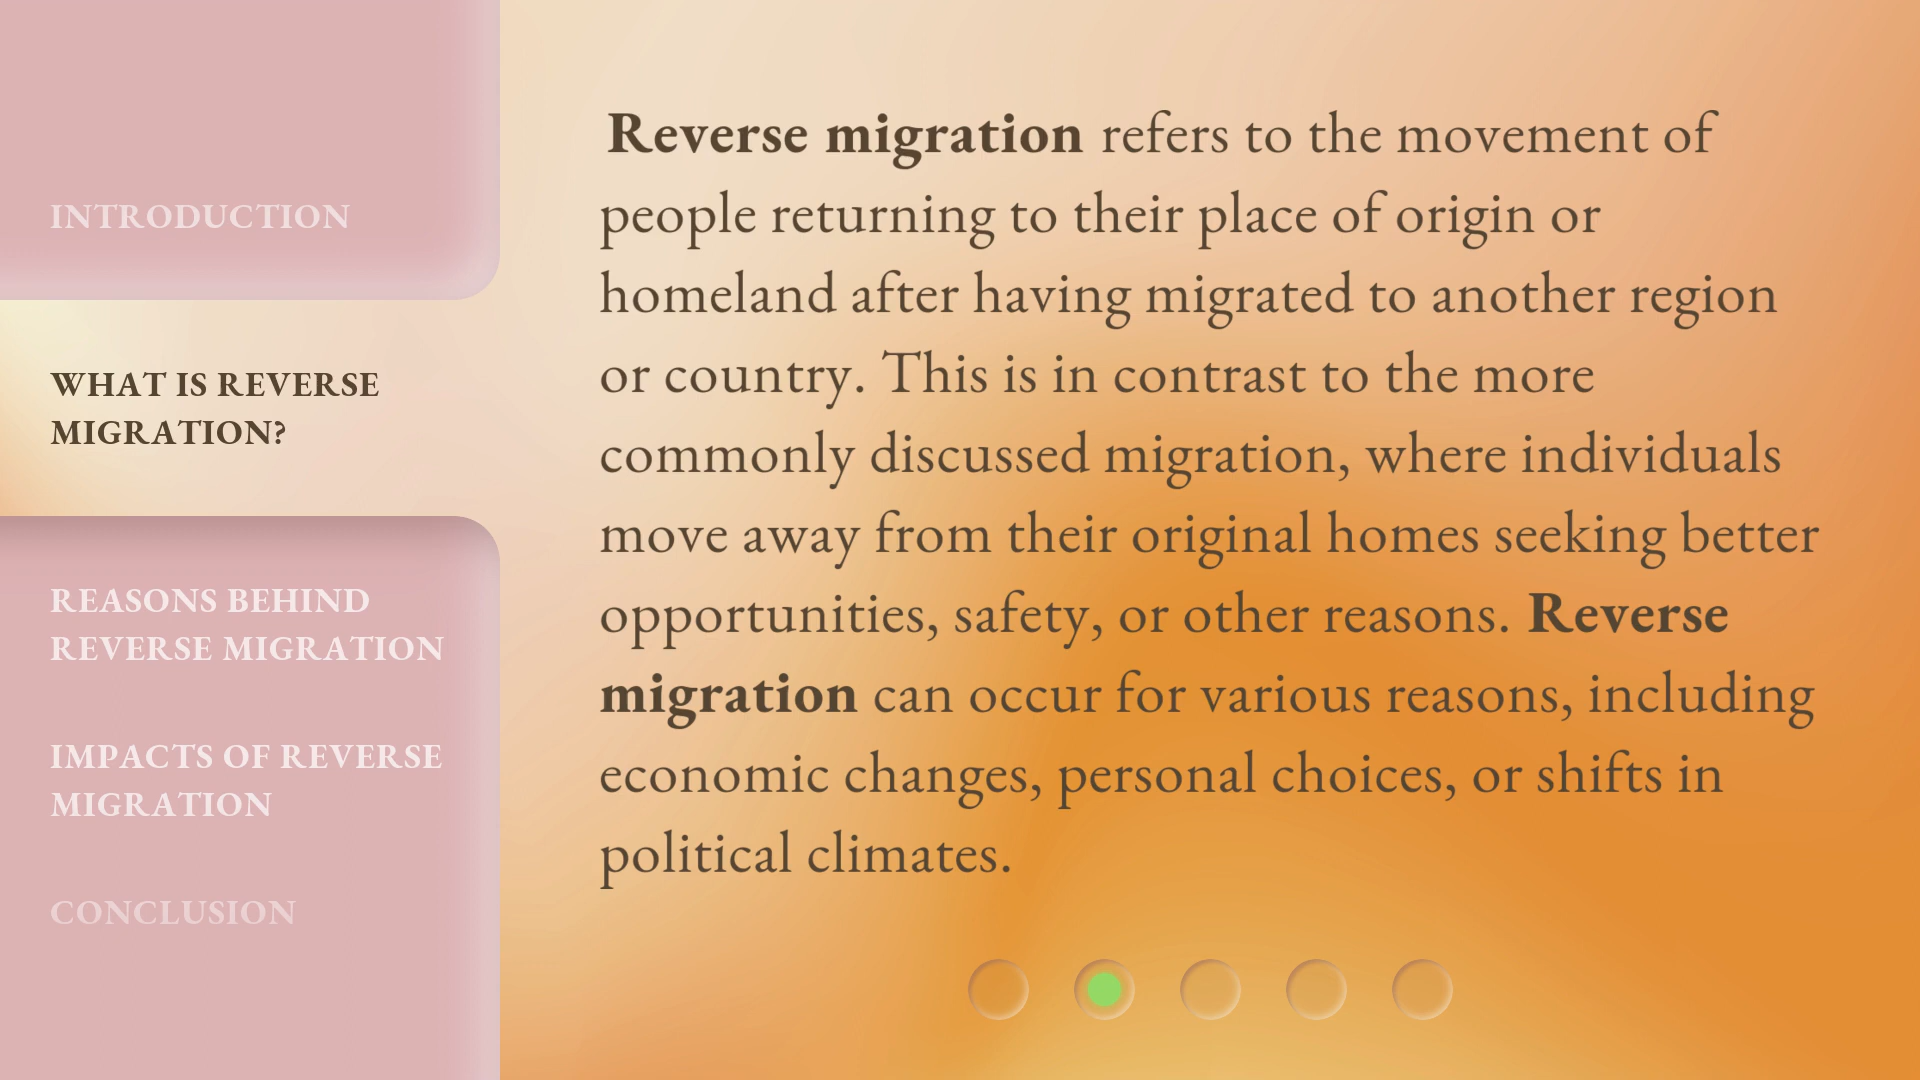 INTRODUCTION
WHAT IS REVERSE
MIGRATION?
REASONS BEHIND
REVERSE MIGRATION
IMPACTS OF REVERSE
MIGRATION
CONCLUSION
Reverse migration refers to the movement of
people returning to their place of origin or
homeland after having migrated to another region
or country. This is in contrast to the more
commonly discussed migration, where individuals
move away from their original homes seeking better
opportunities, safety, or other reasons. Reverse
migration can occur for various reasons, including
economic changes, personal choices, or shifts in
political climates.